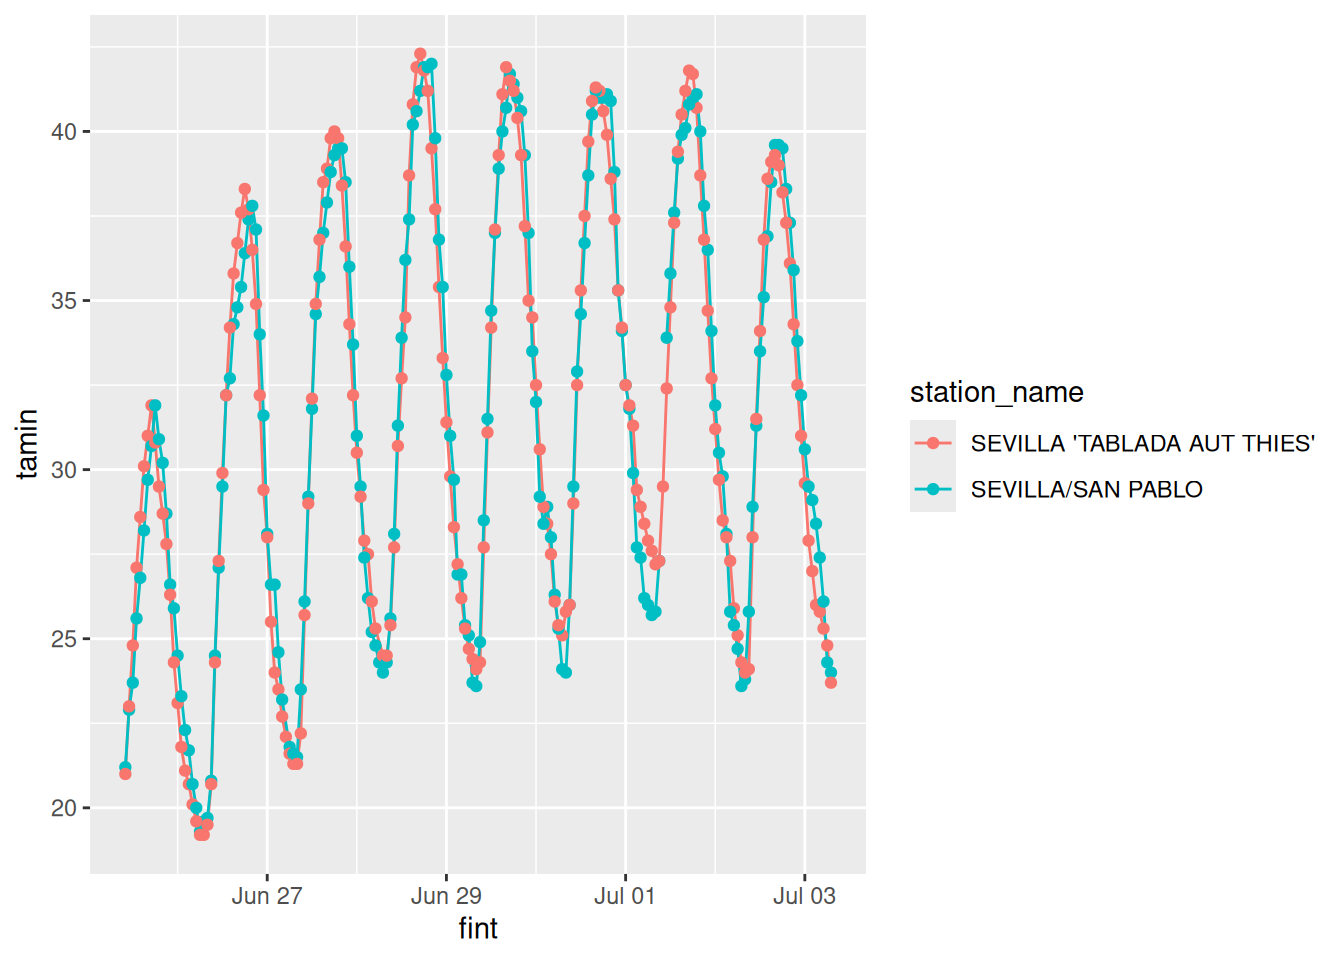 40
35
30
25
20
tamin
Jun 27
Jun 29
Jul 01
Jul 03
fint
station_name
SEVILLA 'TABLADA AUT THIES'
SEVILLA/SAN PABLO